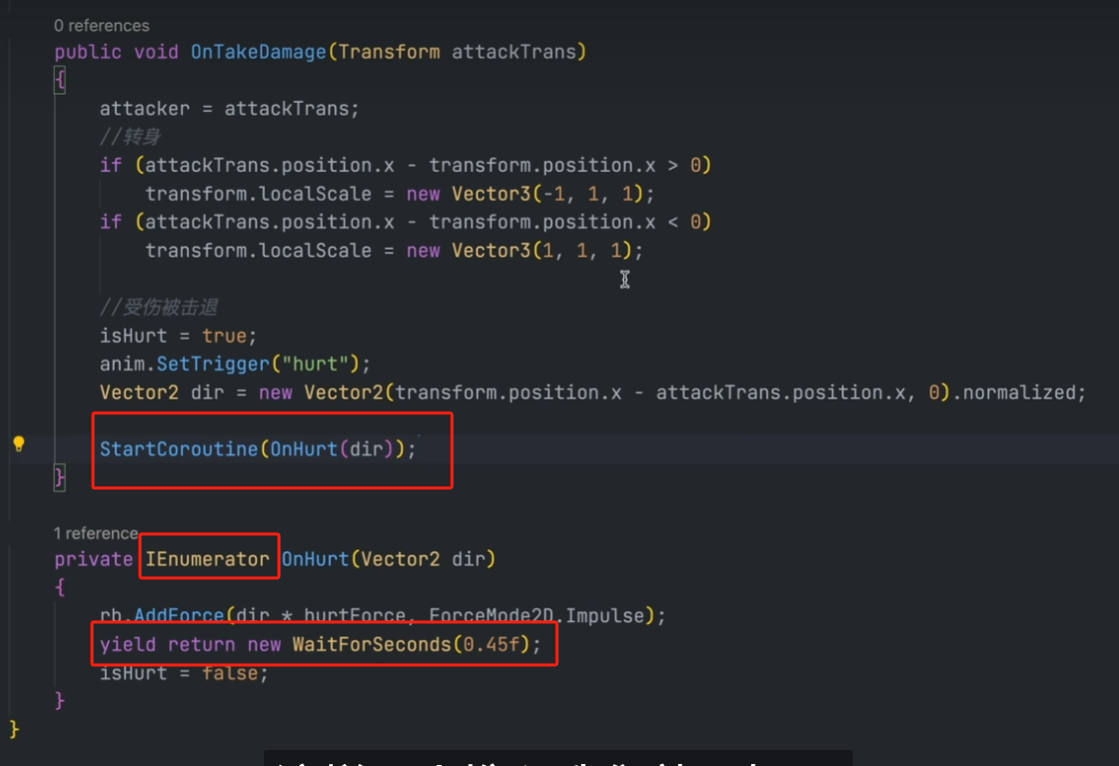 0 references
public void OnTakeDamage(Transform attackTrans)
{
attacker = attackTrans;
//转身
if (attackTrans.position.x - transform.position.x > 0)
transform.localScale = new Vector3(-1, 1, 1);
if (attackTrans.position.x - transform.position.x < 0)
transform.localScale = new Vector3(1, 1, 1);
//受伤被击退
isHurt = true;
anim.SetTrigger("hurt");
Vector2 dir = new Vector2(transform.position.x - attackTrans.position.x, 0).normalized;
StartCoroutine(OnHurt(dir));
}
1 reference
private IEnumerator OnHurt(Vector2 dir)
{
rb.AddForce(dir * hurtForce, ForceMode2D.Impulse);
yield return new WaitForSeconds(0.45f);
isHurt = false;
}
}